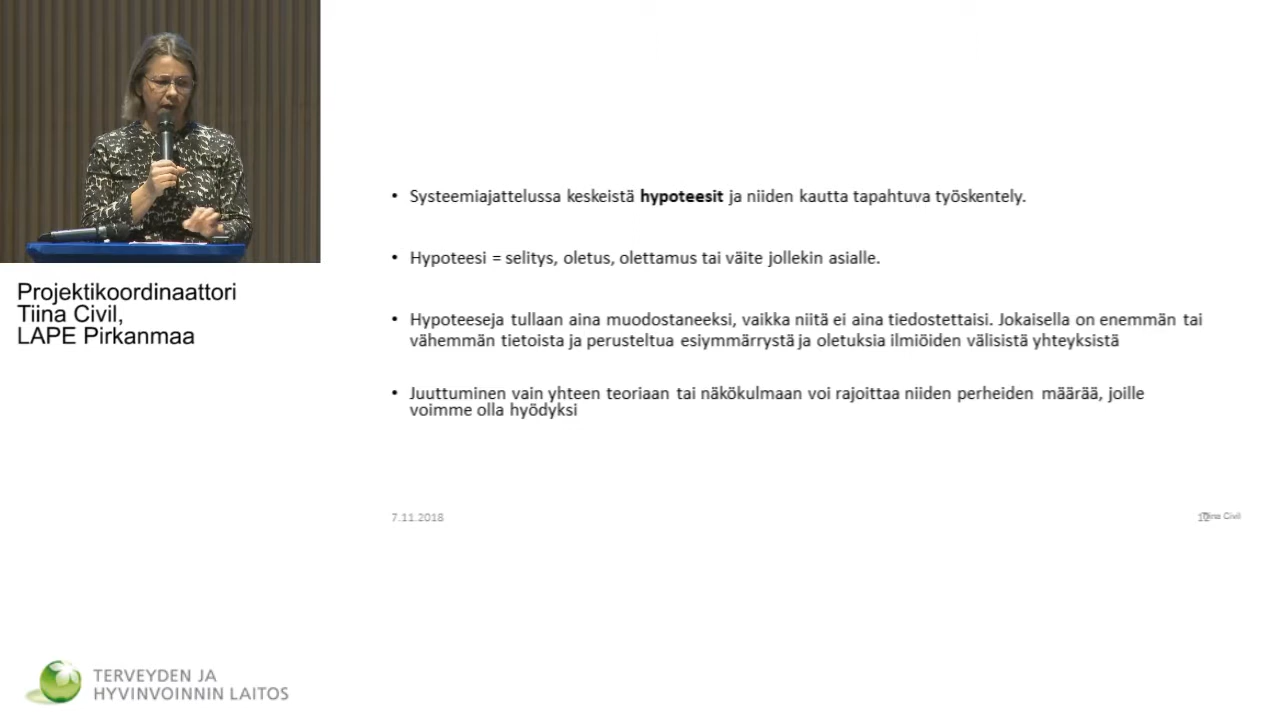 Projektikoordinaattori
Tiina Civil,
LAPE Pirkanmaa
• Systeemiajattelussa keskeistä hypoteesit ja niiden kautta tapahtuva työskentely.
• Hypoteesi = selitys, oletus, olettamus tai väite jollekin asialle.
• Hypoteeseja tullaan aina muodostaneeksi, vaikka niitä ei aina tiedostettaisi. Jokaisella on enemmän tai
vähemmän tietoista ja perusteltua esiymmärrystä ja oletuksia ilmiöiden välisistä yhteyksistä
• Juuttuminen vain yhteen teoriaan tai näkökulmaan voi rajoittaa niiden perheiden määrää, joille
voimme olla hyödyksi
7.11.2018
Tiina Civil
TERVEYDEN JA
HYVINVOINNIN LAITOS